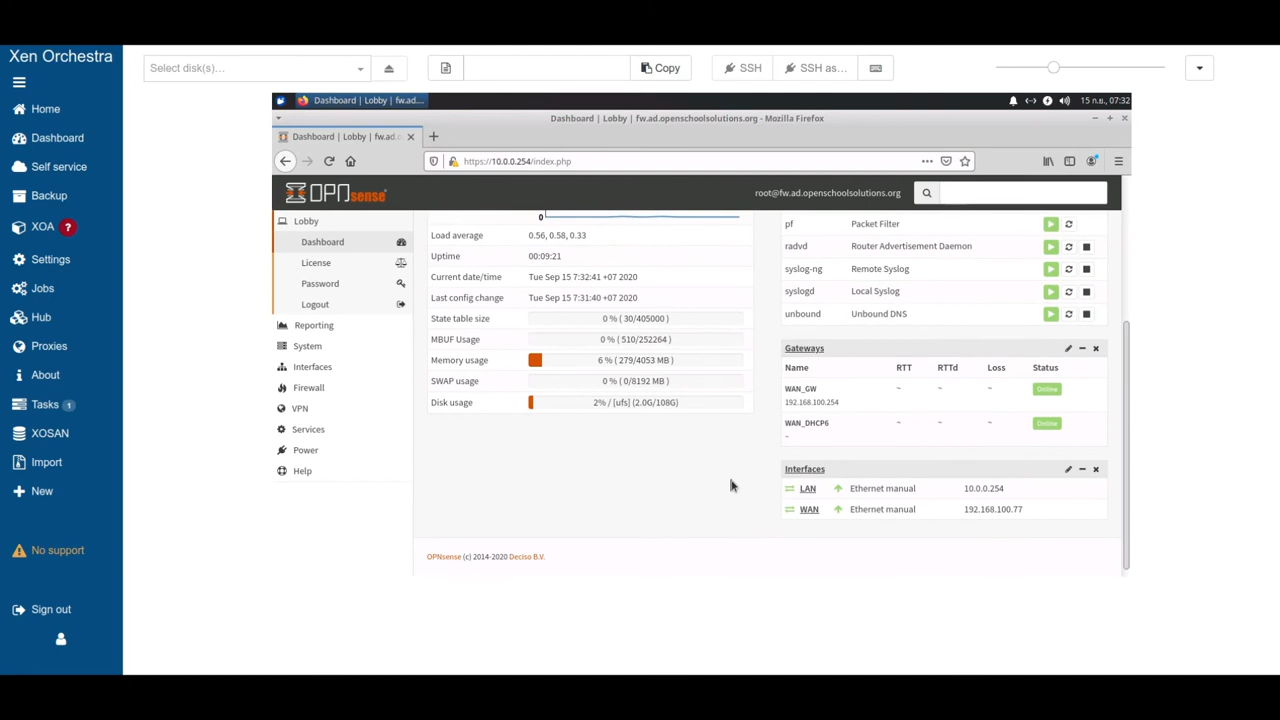 Xen Orchestra
Home
Dashboard
Self service
Backup
XOA ?
Settings
Jobs
Hub
Proxies
About
Tasks 1
XOSAN
Import
New
No support
Sign out
Select disk(s)...
Copy
SSH
SSH as...
Dashboard | Lobby | fw.ad....
15 ก.ย., 07:32
Dashboard | Lobby | fw.ad.openschoolsolutions.org - Mozilla Firefox
Dashboard | Lobby | fw.ad.o
https://10.0.0.254/index.php
OPNsense
root@fw.ad.openschoolsolutions.org
Lobby
Dashboard
License
Password
Logout
Reporting
System
Interfaces
Firewall
VPN
Services
Power
Help
0
Load average 0.56, 0.58, 0.33
Uptime 00:09:21
Current date/time Tue Sep 15 7:32:41 +07 2020
Last config change Tue Sep 15 7:31:40 +07 2020
State table size 0 % ( 30/405000 )
MBUF Usage 0 % ( 510/252264 )
Memory usage 6 % ( 279/4053 MB )
SWAP usage 0 % ( 0/8192 MB )
Disk usage 2% / [ufs] (2.0G/108G)
pf Packet Filter
radvd Router Advertisement Daemon
syslog-ng Remote Syslog
syslogd Local Syslog
unbound Unbound DNS
Gateways
Name RTT RTTd Loss Status
WAN_GW ~ ~ ~ Online
192.168.100.254
WAN_DHCP6 ~ ~ ~ Online
~
Interfaces
LAN Ethernet manual 10.0.0.254
WAN Ethernet manual 192.168.100.77
OPNsense (c) 2014-2020 Deciso B.V.